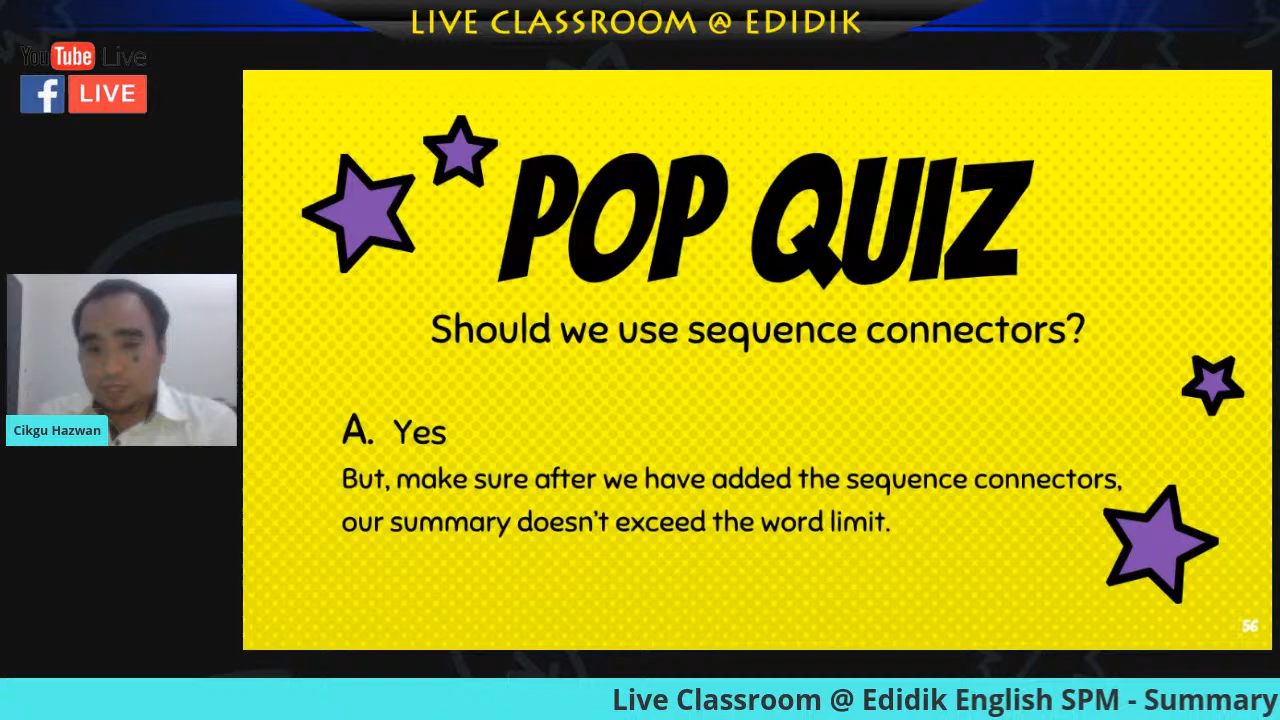 LIVE CLASSROOM @ EDIDIK
YouTube Live
f LIVE
POP QUIZ
Should we use sequence connectors?
A. Yes
But, make sure after we have added the sequence connectors,
our summary doesn't exceed the word limit.
Cikgu Hazwan
56
Live Classroom @ Edidik English SPM - Summary